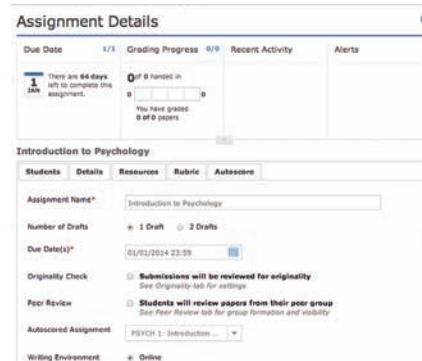 Assignment Details
Due Date 1/1 Grading Progress 0/0 Recent Activity Alerts
1 JAN
There are 64 days
left to complete this
assignment.
0 of 0 handed in
0 0
You have graded
0 of 0 papers
Introduction to Psychology
Students Details Resources Rubric Autoscore
Assignment Name* Introduction to Psychology
Number of Drafts 1 Draft 2 Drafts
Due Date(s)* 01/01/2014 23:59
Originality Check Submissions will be reviewed for originality
See Originality tab for settings
Peer Review Students will review papers from their peer group
See Peer Review tab for group formation and visibility
Autoscored Assignment PSYCH 1: Introduction ...
Writing Environment Online